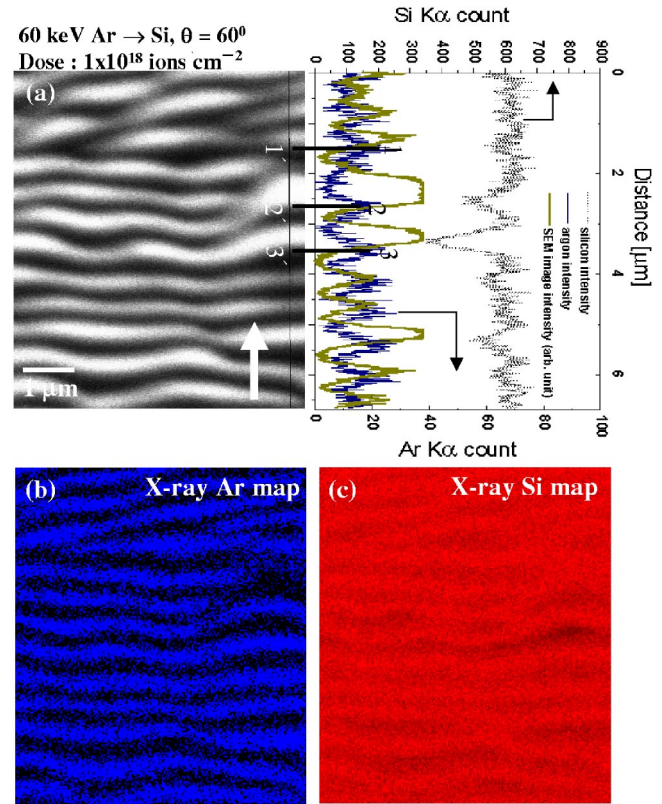 60 keV Ar → Si, θ = 60⁰
Dose : 1x10¹⁸ ions cm⁻²
(a)
1´
2´
3´
1 μm
Si Kα count
0 100 200 300 400 500 600 700 800 900
2
3
silicon intensity
argon intensity
SEM image intensity (arb. unit)
0
2
4
6
Distance [μm]
0 20 40 60 80 100
Ar Kα count
(b) X-ray Ar map
(c) X-ray Si map